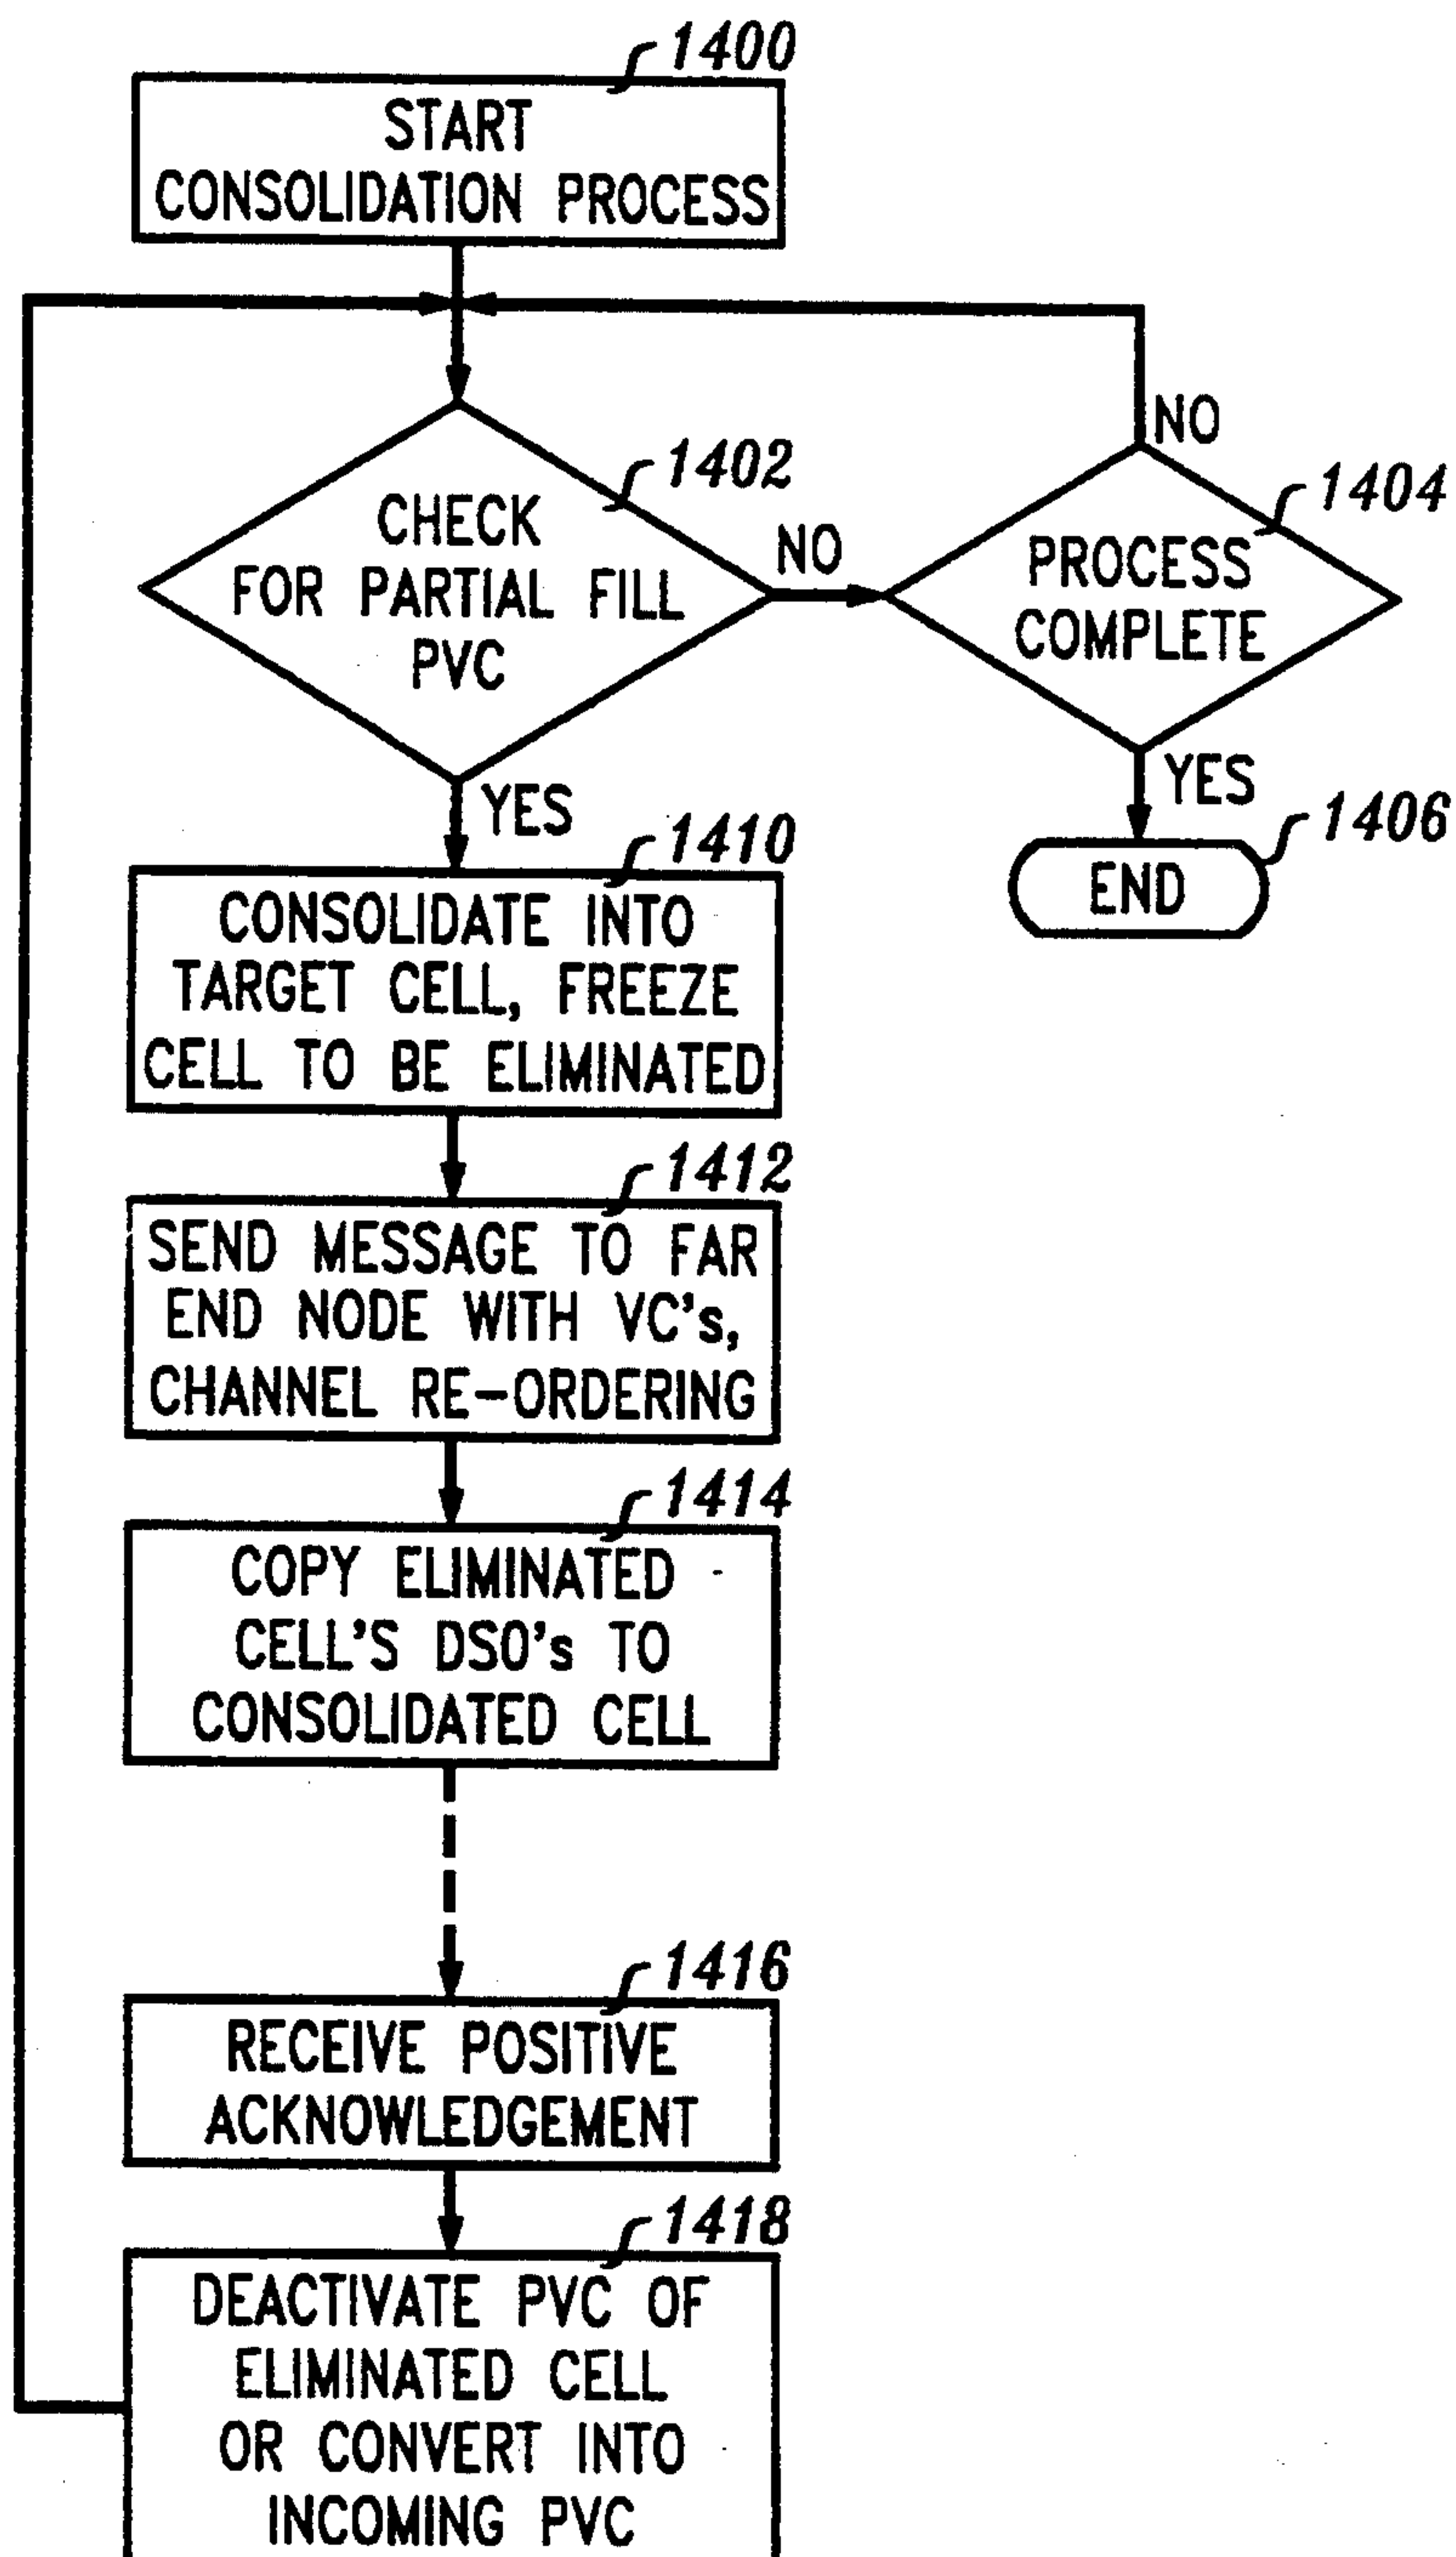 1400
START
CONSOLIDATION PROCESS
1402
CHECK
FOR PARTIAL FILL
PVC
NO
NO
1404
PROCESS
COMPLETE
YES
YES
1406
END
1410
CONSOLIDATE INTO
TARGET CELL, FREEZE
CELL TO BE ELIMINATED
1412
SEND MESSAGE TO FAR
END NODE WITH VC's,
CHANNEL RE-ORDERING
1414
COPY ELIMINATED
CELL'S DSO's TO
CONSOLIDATED CELL
1416
RECEIVE POSITIVE
ACKNOWLEDGEMENT
1418
DEACTIVATE PVC OF
ELIMINATED CELL
OR CONVERT INTO
INCOMING PVC